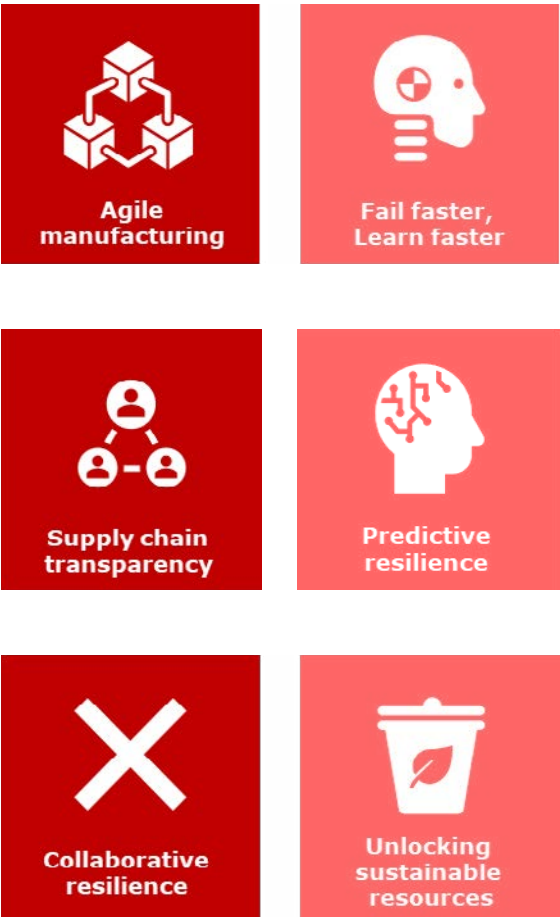 Agile
manufacturing
Fail faster,
Learn faster
Supply chain
transparency
Predictive
resilience
Collaborative
resilience
Unlocking
sustainable
resources